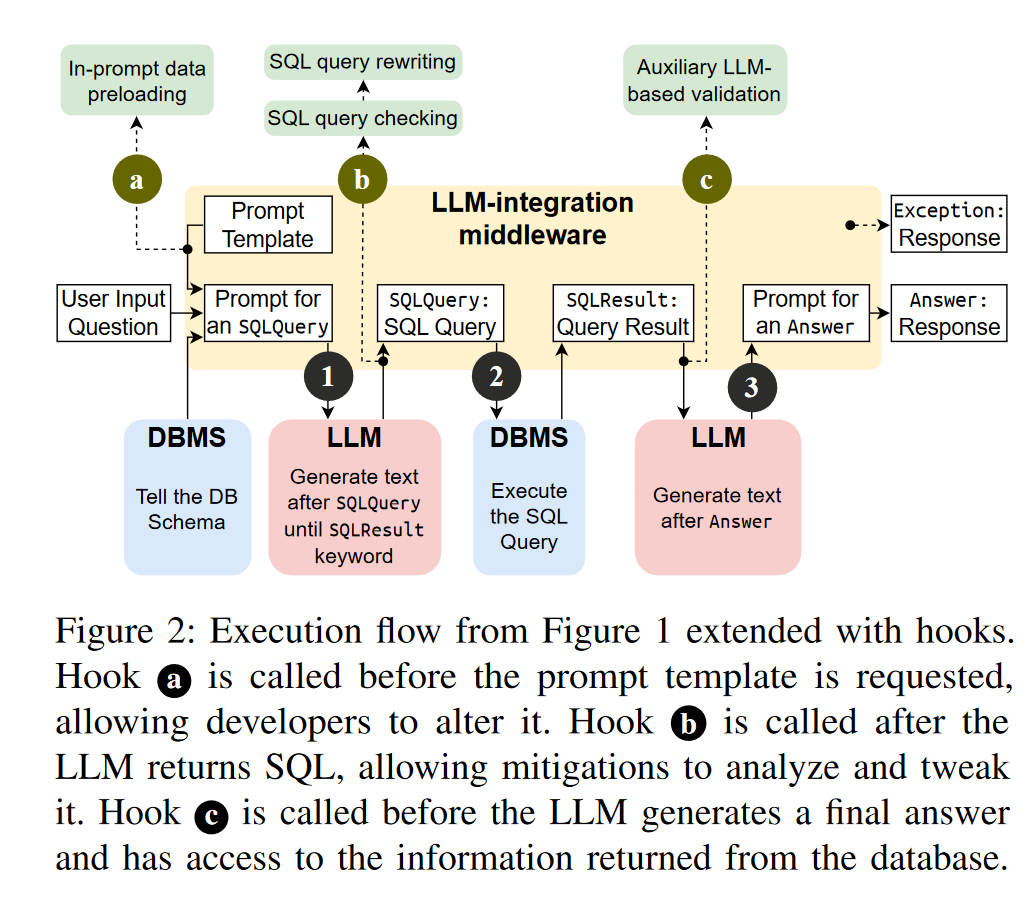 In-prompt data
preloading
SQL query rewriting
SQL query checking
Auxiliary LLM-
based validation
a
b
c
LLM-integration
middleware
Prompt
Template
Exception:
Response
User Input
Question
Prompt for
an SQLQuery
SQLQuery:
SQL Query
SQLResult:
Query Result
Prompt for
an Answer
Answer:
Response
1
2
3
DBMS
Tell the DB
Schema
LLM
Generate text
after SQLQuery
until SQLResult
keyword
DBMS
Execute
the SQL
Query
LLM
Generate text
after Answer
Figure 2: Execution flow from Figure 1 extended with hooks.
Hook a is called before the prompt template is requested,
allowing developers to alter it. Hook b is called after the
LLM returns SQL, allowing mitigations to analyze and tweak
it. Hook c is called before the LLM generates a final answer
and has access to the information returned from the database.